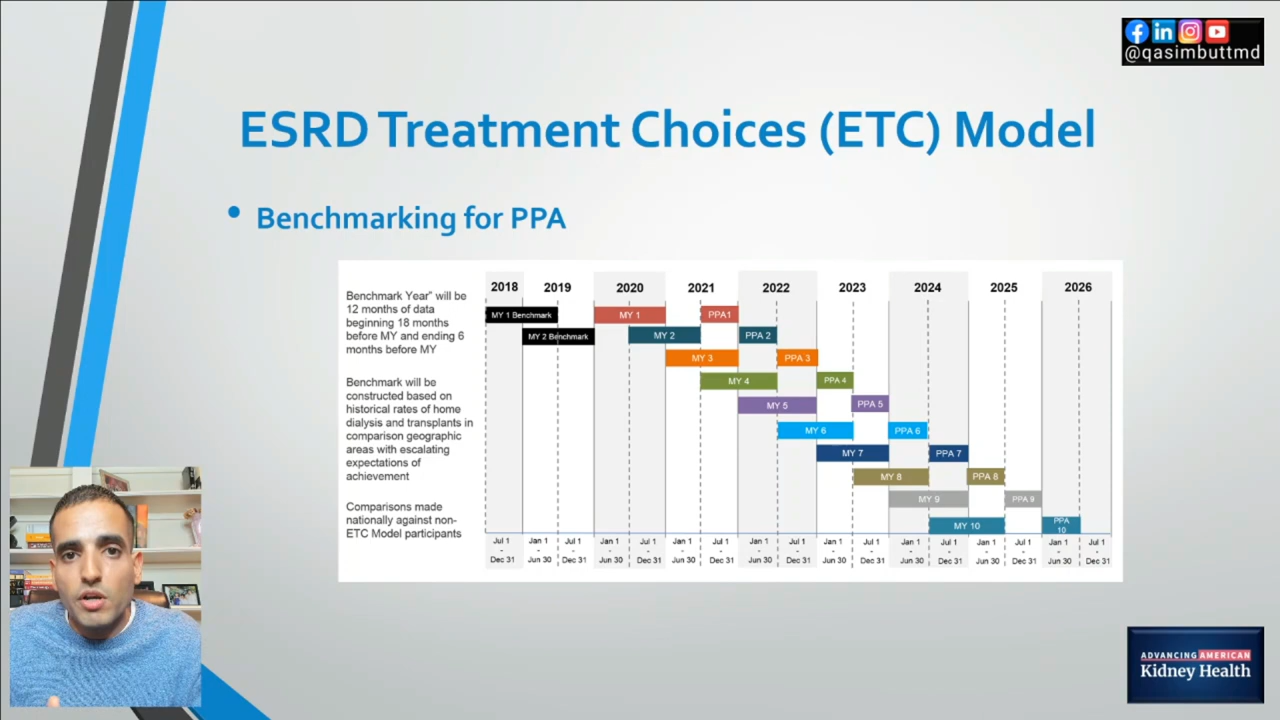 @qasimbuttmd
ESRD Treatment Choices (ETC) Model
• Benchmarking for PPA
Benchmark Year" will be
12 months of data
beginning 18 months
before MY and ending 6
months before MY
Benchmark will be
constructed based on
historical rates of home
dialysis and transplants in
comparison geographic
areas with escalating
expectations of
achievement
Comparisons made
nationally against non-
ETC Model participants
2018 2019 2020 2021 2022 2023 2024 2025 2026
MY 1 Benchmark MY 1 PPA1
MY 2 Benchmark MY 2 PPA 2
MY 3 PPA 3
MY 4 PPA 4
MY 5 PPA 5
MY 6 PPA 6
MY 7 PPA 7
MY 8 PPA 8
MY 9 PPA 9
MY 10 PPA
10
Jul 1 Jan 1 Jul 1 Jan 1 Jul 1 Jan 1 Jul 1 Jan 1 Jul 1 Jan 1 Jul 1 Jan 1 Jul 1 Jan 1 Jul 1 Jan 1 Jul 1
- - - - - - - - - - - - - - - - -
Dec 31 Jun 30 Dec 31 Jun 30 Dec 31 Jun 30 Dec 31 Jun 30 Dec 31 Jun 30 Dec 31 Jun 30 Dec 31 Jun 30 Dec 31 Jun 30 Dec 31
ADVANCING AMERICAN
Kidney Health